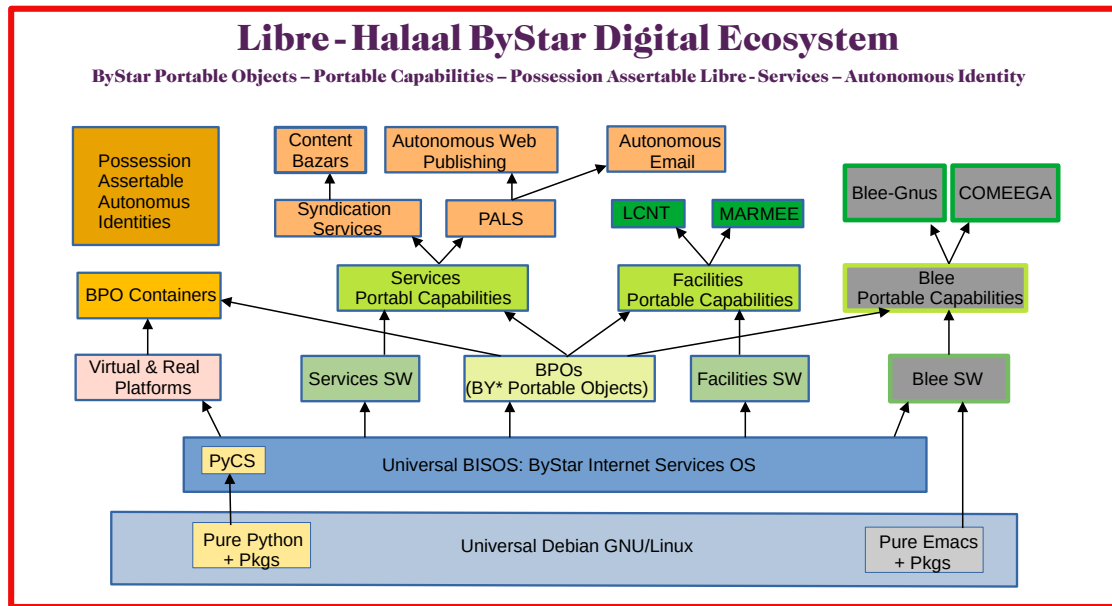 Libre-Halaal ByStar Digital Ecosystem
ByStar Portable Objects – Portable Capabilities – Possession Assertable Libre-Services – Autonomous Identity
Possession
Assertable
Autonomus
Identities
Content
Bazars
Autonomous Web
Publishing
Autonomous
Email
Blee-Gnus
COMEEGA
Syndication
Services
PALS
LCNT
MARMEE
BPO Containers
Services
Portabl Capabilities
Facilities
Portable Capabilities
Blee
Portable Capabilities
Virtual & Real
Platforms
Services SW
BPOs
(BY* Portable Objects)
Facilities SW
Blee SW
PyCS
Universal BISOS: ByStar Internet Services OS
Pure Python
+ Pkgs
Universal Debian GNU/Linux
Pure Emacs
+ Pkgs